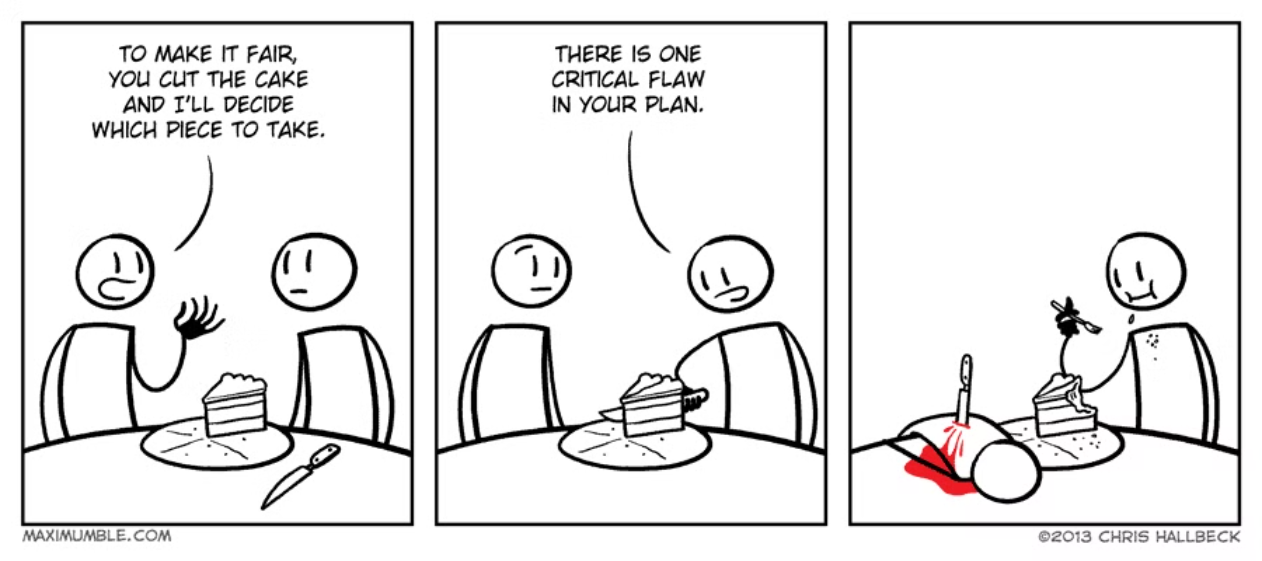 TO MAKE IT FAIR,
YOU CUT THE CAKE
AND I'LL DECIDE
WHICH PIECE TO TAKE.
THERE IS ONE
CRITICAL FLAW
IN YOUR PLAN.
MAXIMUMBLE.COM
©2013 CHRIS HALLBECK